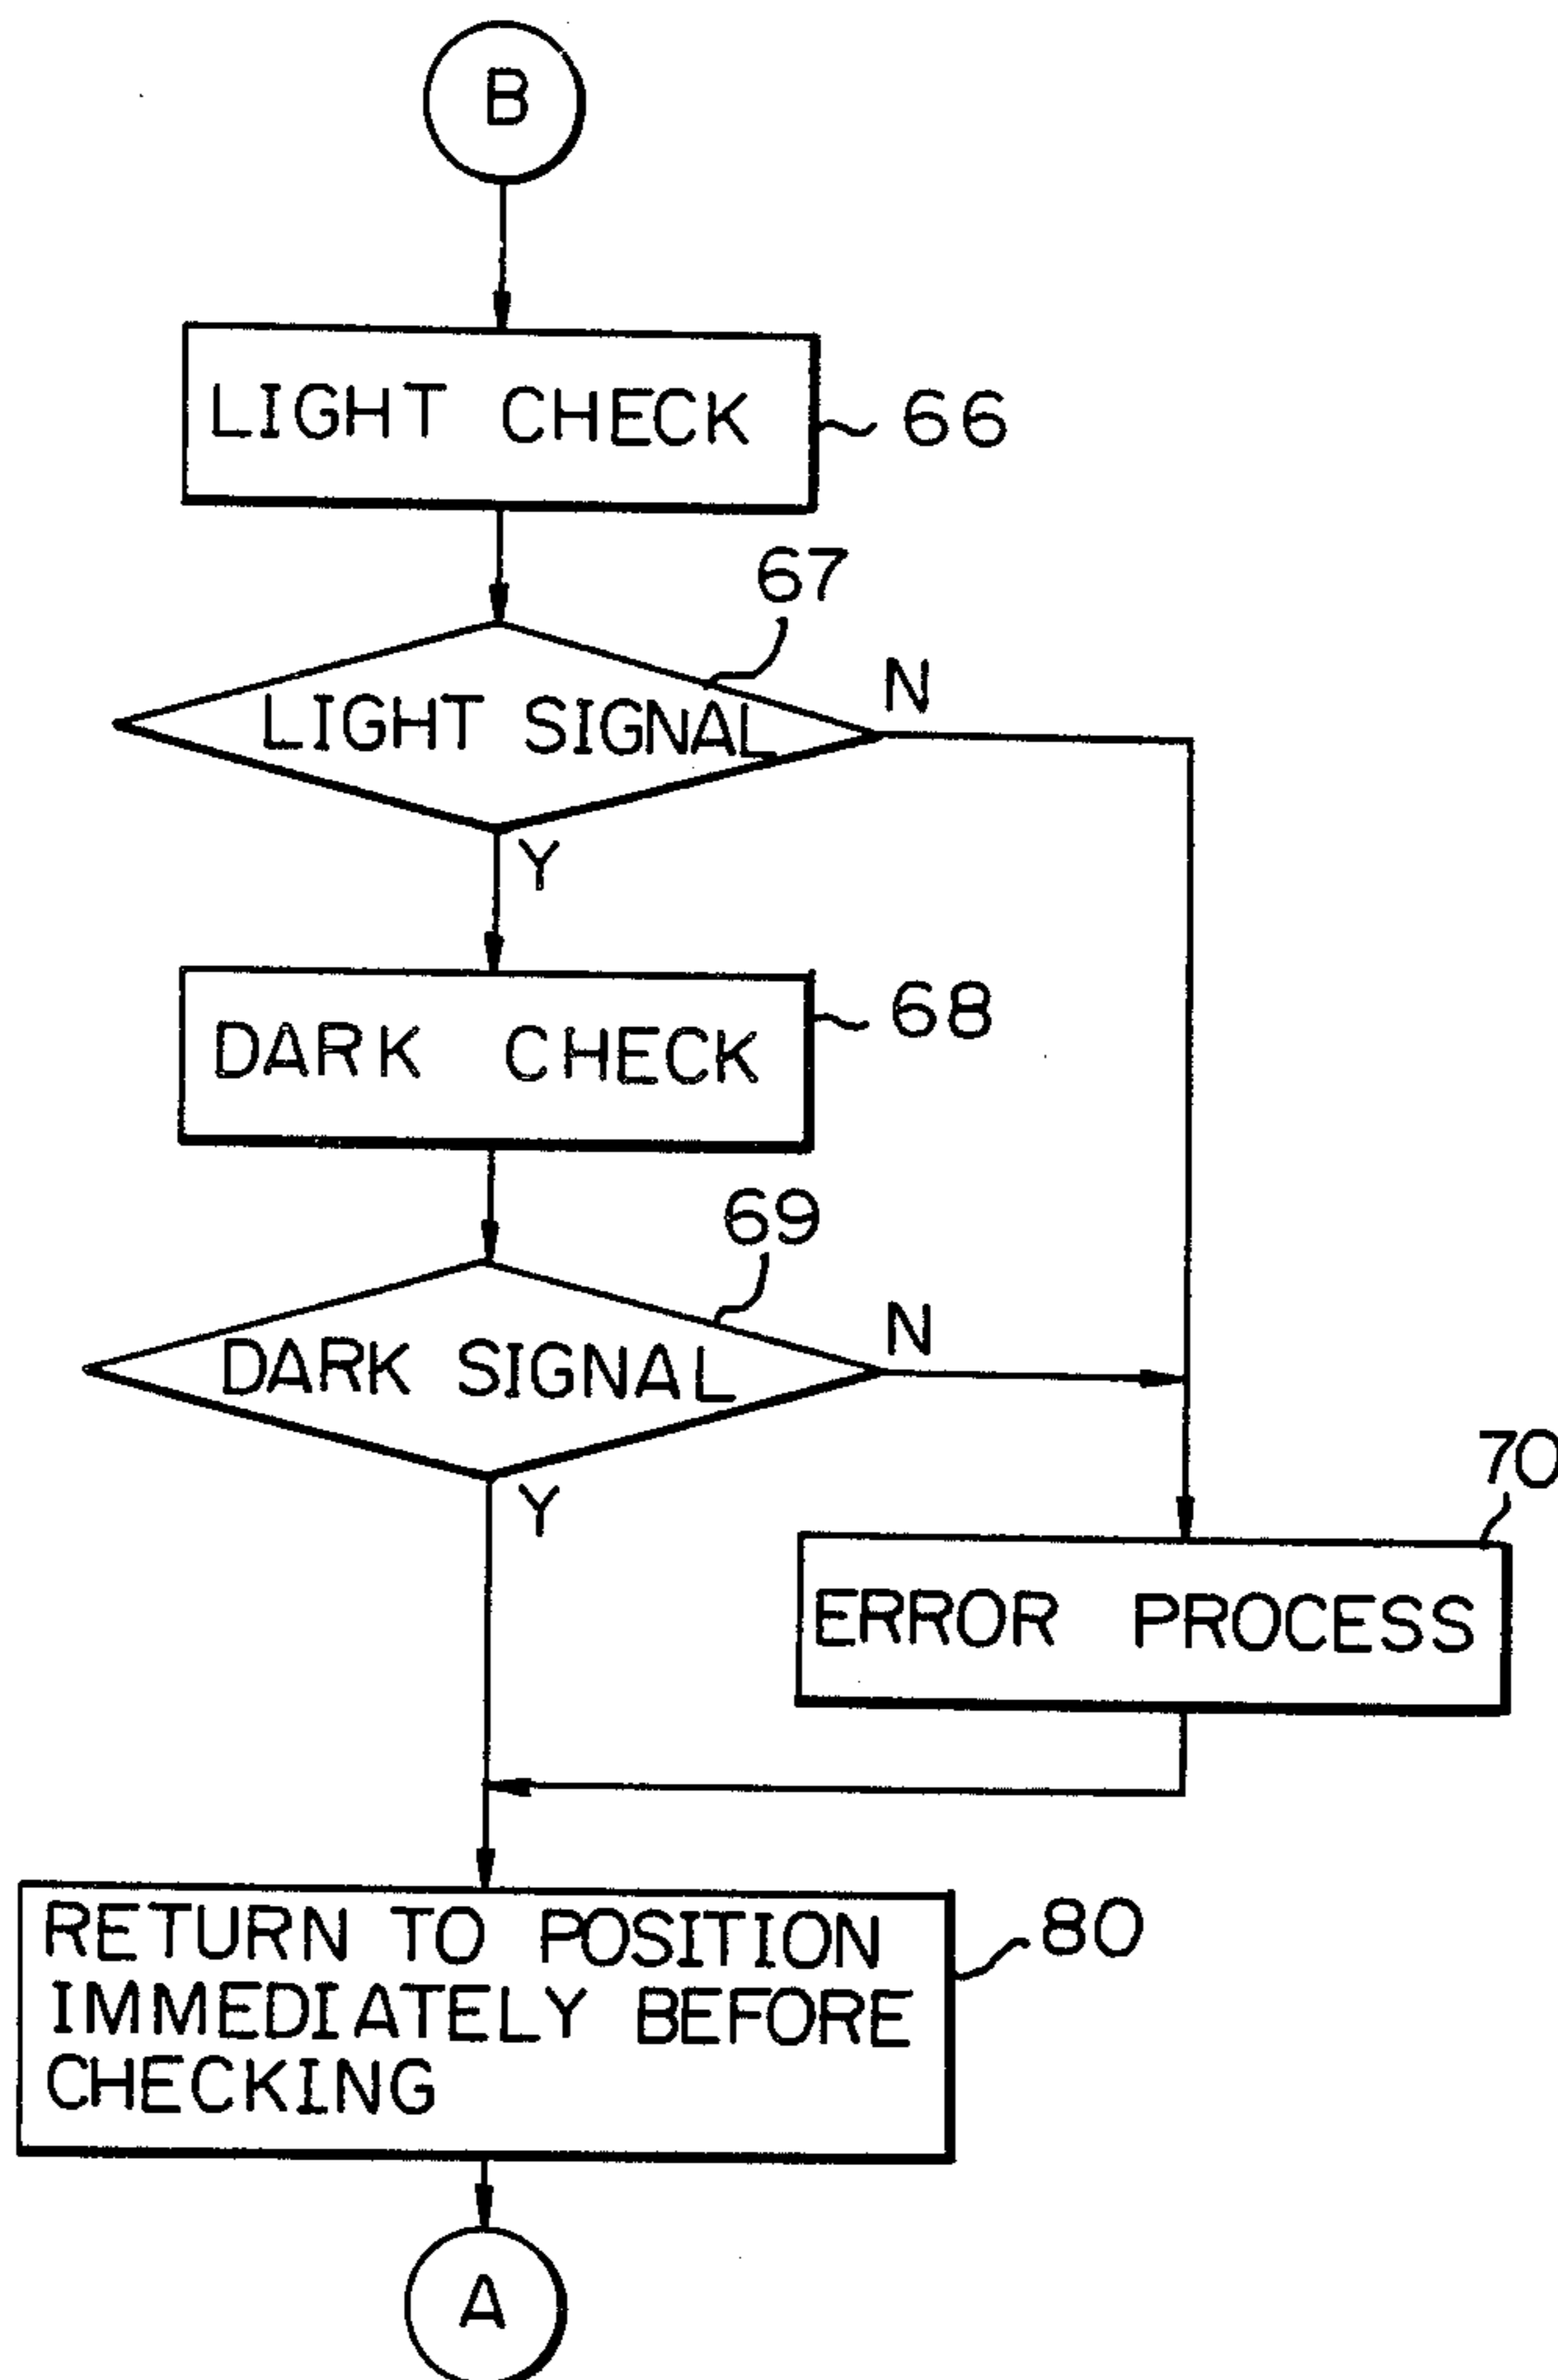 B
LIGHT CHECK
66
67
LIGHT SIGNAL
N
Y
DARK CHECK
68
69
DARK SIGNAL
N
Y
70
ERROR PROCESS
RETURN TO POSITION
IMMEDIATELY BEFORE
CHECKING
80
A